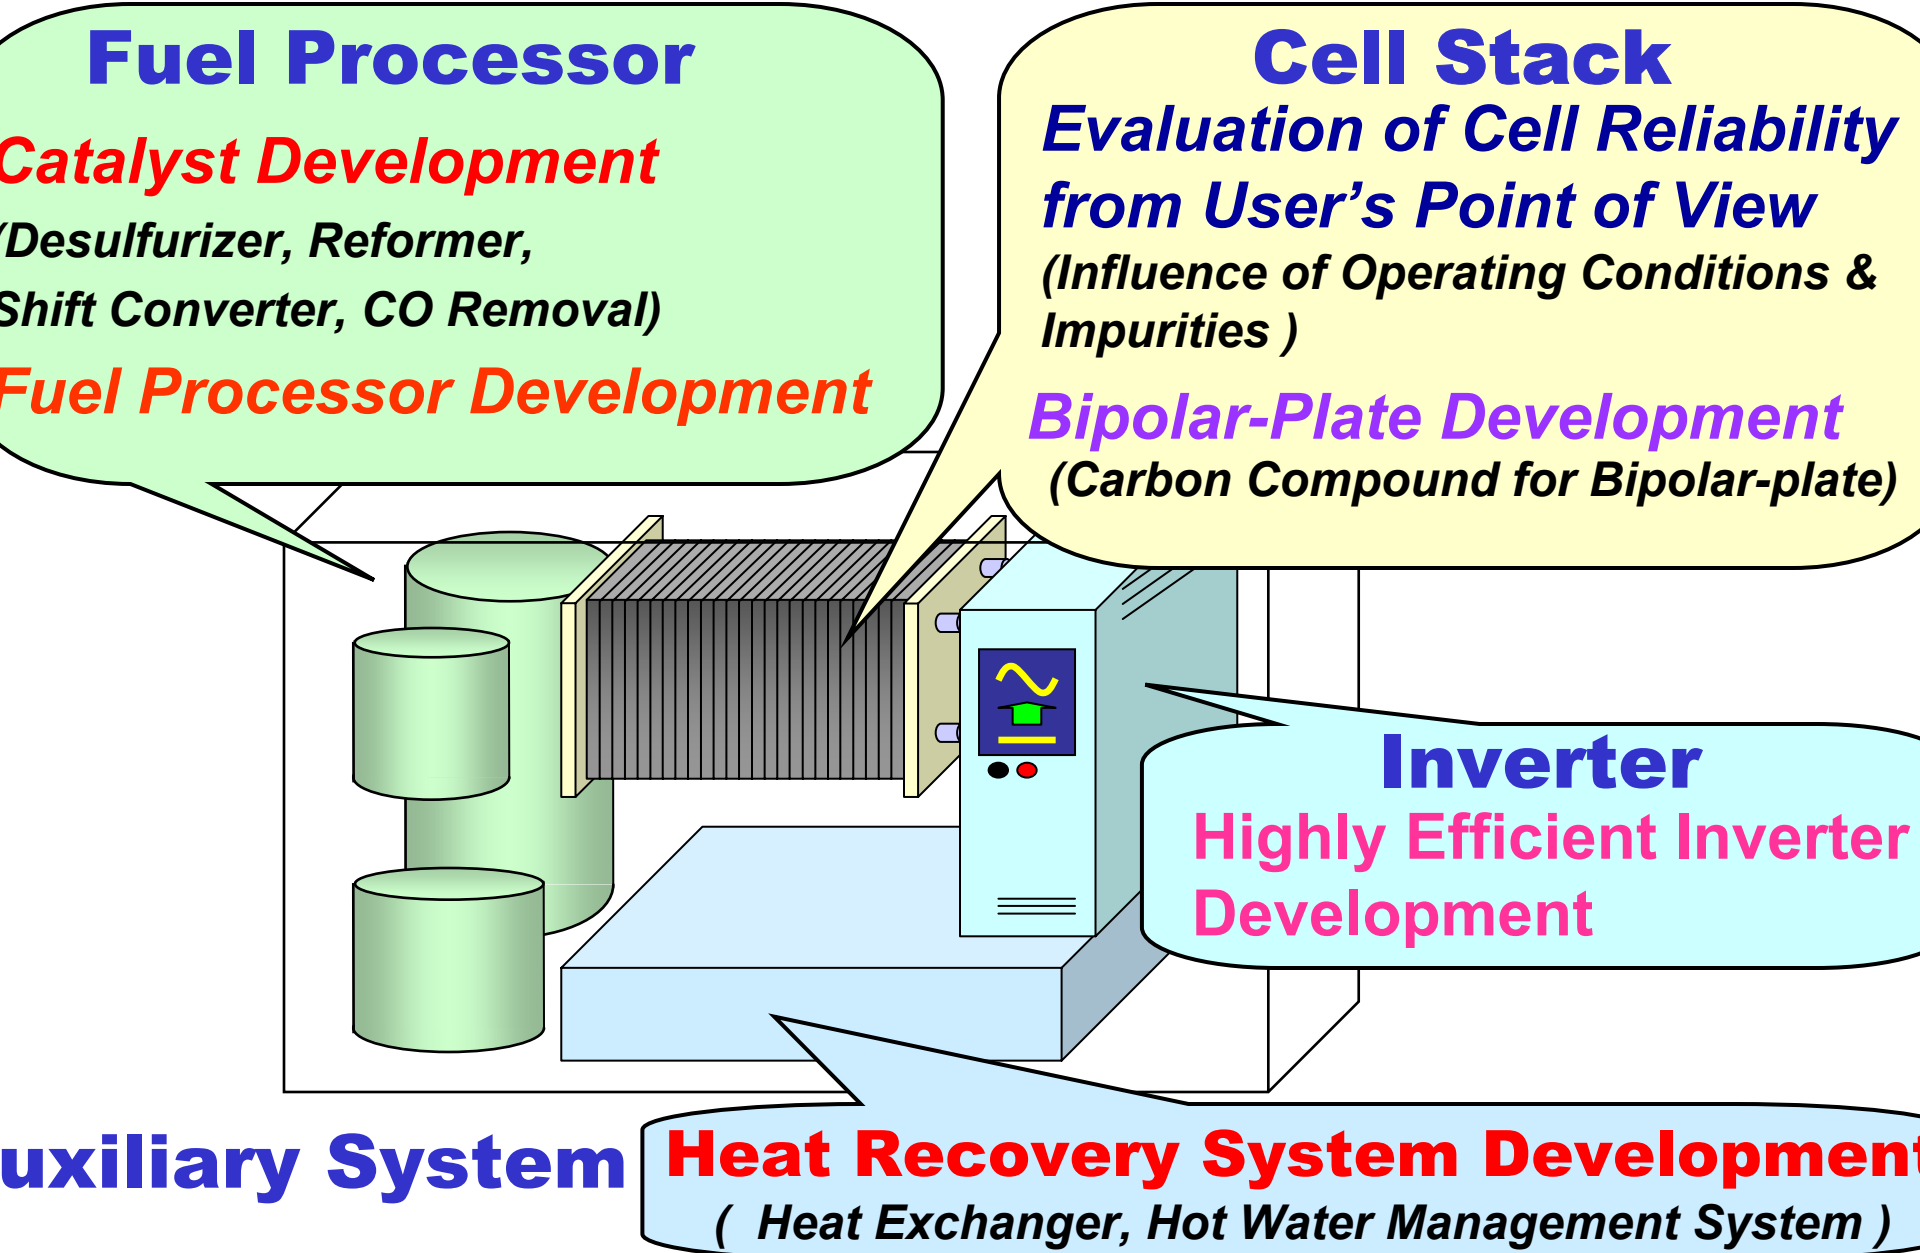 Fuel Processor
Catalyst Development
(Desulfurizer, Reformer,
Shift Converter, CO Removal)
Fuel Processor Development
Cell Stack
Evaluation of Cell Reliability
from User’s Point of View
(Influence of Operating Conditions &
Impurities )
Bipolar-Plate Development
(Carbon Compound for Bipolar-plate)
Inverter
Highly Efficient Inverter
Development
uxiliary System
Heat Recovery System Development
( Heat Exchanger, Hot Water Management System )